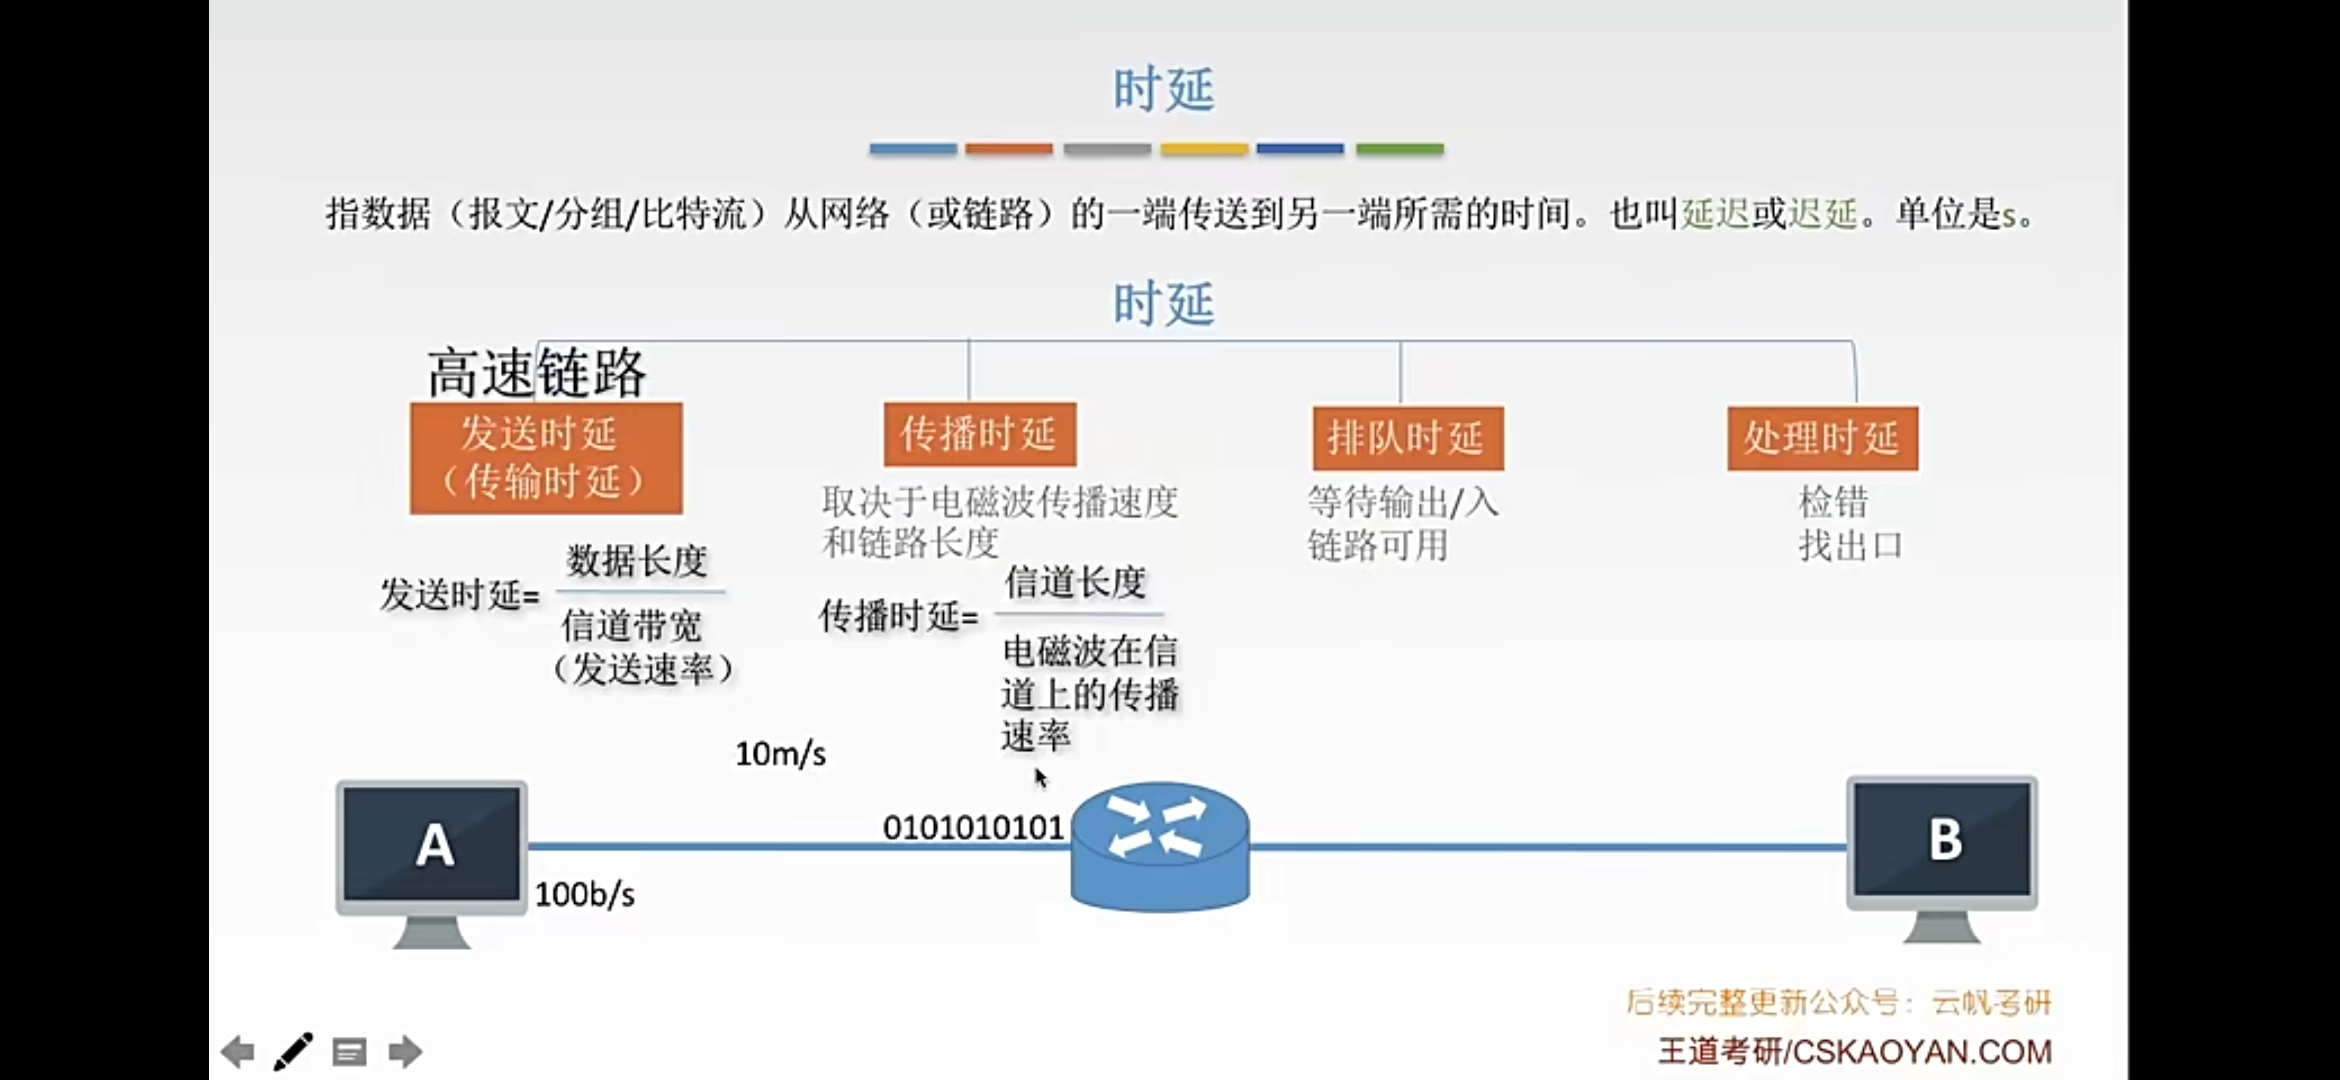 时延
指数据（报文/分组/比特流）从网络（或链路）的一端传送到另一端所需的时间。也叫延迟或迟延。单位是s。
时延
高速链路
发送时延
（传输时延）
传播时延
排队时延
处理时延
取决于电磁波传播速度
和链路长度
等待输出/入
链路可用
检错
找出口
发送时延=
数据长度
信道带宽
（发送速率）
传播时延=
信道长度
电磁波在信
道上的传播
速率
10m/s
A
0101010101
B
100b/s
后续完整更新公众号：云帆考研
王道考研/CSKAOYAN.COM